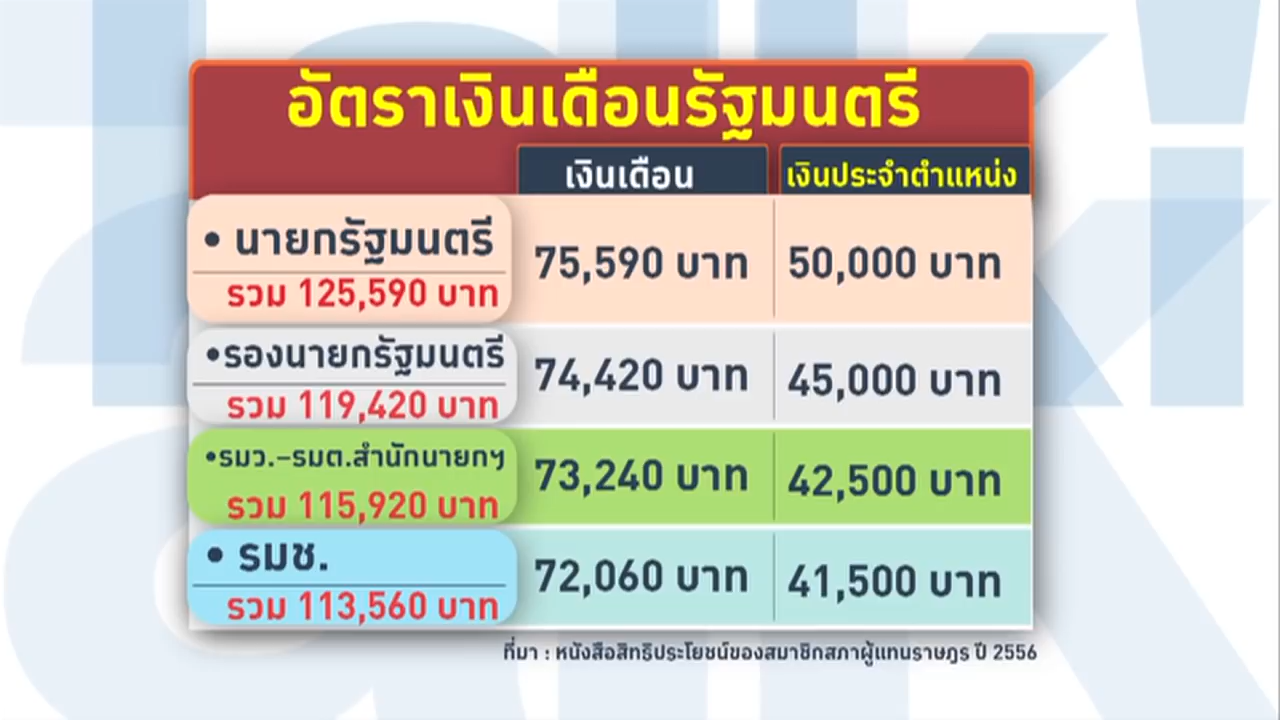 อัตราเงินเดือนรัฐมนตรี
เงินเดือน เงินประจำตำแหน่ง
• นายกรัฐมนตรี
รวม 125,590 บาท
75,590 บาท 50,000 บาท
•รองนายกรัฐมนตรี
รวม 119,420 บาท
74,420 บาท 45,000 บาท
•รมว.-รมต.สำนักนายกฯ
รวม 115,920 บาท
73,240 บาท 42,500 บาท
• รมช.
รวม 113,560 บาท
72,060 บาท 41,500 บาท
ที่มา : หนังสือสิทธิประโยชน์ของสมาชิกสภาผู้แทนราษฎร ปี 2556